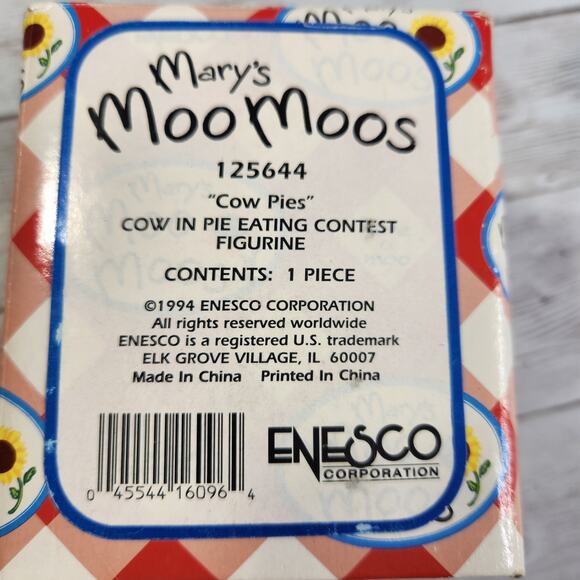 Mary's
Moo Moos
125644
"Cow Pies"
COW IN PIE EATING CONTEST
FIGURINE
CONTENTS: 1 PIECE
©1994 ENESCO CORPORATION
All rights reserved worldwide
ENESCO is a registered U.S. trademark
ELK GROVE VILLAGE, IL 60007
Made In China Printed In China
ENESCO
CORPORATION
0 45544 16096 4